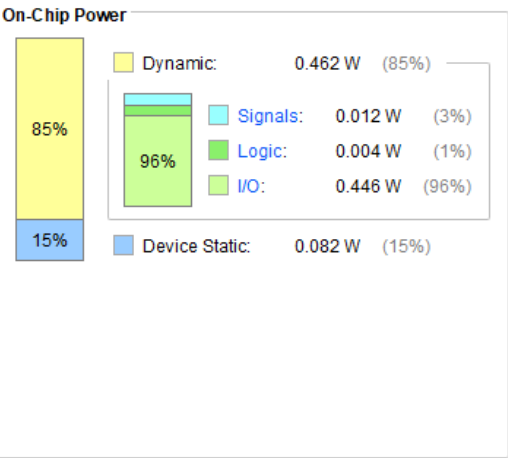 On-Chip Power
85%
15%
Dynamic: 0.462 W (85%)
96%
Signals: 0.012 W (3%)
Logic: 0.004 W (1%)
I/O: 0.446 W (96%)
Device Static: 0.082 W (15%)